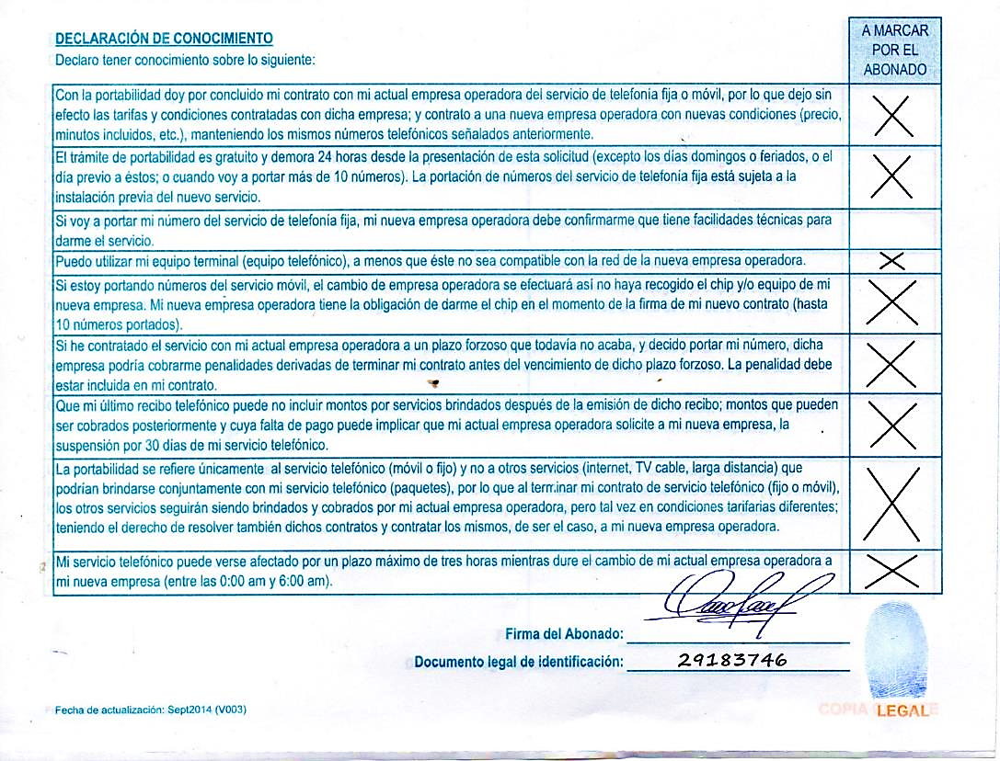 DECLARACIÓN DE CONOCIMIENTO
Declaro tener conocimiento sobre lo siguiente:
A MARCAR
POR EL
ABONADO
Con la portabilidad doy por concluido mi contrato con mi actual empresa operadora del servicio de telefonía fija o móvil, por lo que dejo sin
efecto las tarifas y condiciones contratadas con dicha empresa; y contrato a una nueva empresa operadora con nuevas condiciones (precio,
minutos incluidos, etc.), manteniendo los mismos números telefónicos señalados anteriormente.
El trámite de portabilidad es gratuito y demora 24 horas desde la presentación de esta solicitud (excepto los días domingos o feriados, o el
día previo a éstos; o cuando voy a portar más de 10 números). La portación de números del servicio de telefonía fija está sujeta a la
instalación previa del nuevo servicio.
Si voy a portar mi número del servicio de telefonía fija, mi nueva empresa operadora debe confirmarme que tiene facilidades técnicas para
darme el servicio.
Puedo utilizar mi equipo terminal (equipo telefónico), a menos que éste no sea compatible con la red de la nueva empresa operadora.
Si estoy portando números del servicio móvil, el cambio de empresa operadora se efectuará así no haya recogido el chip y/o equipo de mi
nueva empresa. Mi nueva empresa operadora tiene la obligación de darme el chip en el momento de la firma de mi nuevo contrato (hasta
10 números portados).
Si he contratado el servicio con mi actual empresa operadora a un plazo forzoso que todavía no acaba, y decido portar mi número, dicha
empresa podría cobrarme penalidades derivadas de terminar mi contrato antes del vencimiento de dicho plazo forzoso. La penalidad debe
estar incluida en mi contrato.
Que mi último recibo telefónico puede no incluir montos por servicios brindados después de la emisión de dicho recibo; montos que pueden
ser cobrados posteriormente y cuya falta de pago puede implicar que mi actual empresa operadora solicite a mi nueva empresa, la
suspensión por 30 días de mi servicio telefónico.
La portabilidad se refiere únicamente al servicio telefónico (móvil o fijo) y no a otros servicios (internet, TV cable, larga distancia) que
podrían brindarse conjuntamente con mi servicio telefónico (paquetes), por lo que al terminar mi contrato de servicio telefónico (fijo o móvil),
los otros servicios seguirán siendo brindados y cobrados por mi actual empresa operadora, pero tal vez en condiciones tarifarias diferentes;
teniendo el derecho de resolver también dichos contratos y contratar los mismos, de ser el caso, a mi nueva empresa operadora.
Mi servicio telefónico puede verse afectado por un plazo máximo de tres horas mientras dure el cambio de mi actual empresa operadora a
mi nueva empresa (entre las 0:00 am y 6:00 am).
Firma del Abonado:
Documento legal de identificación: 29183746
Fecha de actualización: Sept2014 (V003)
COPIA
LEGAL